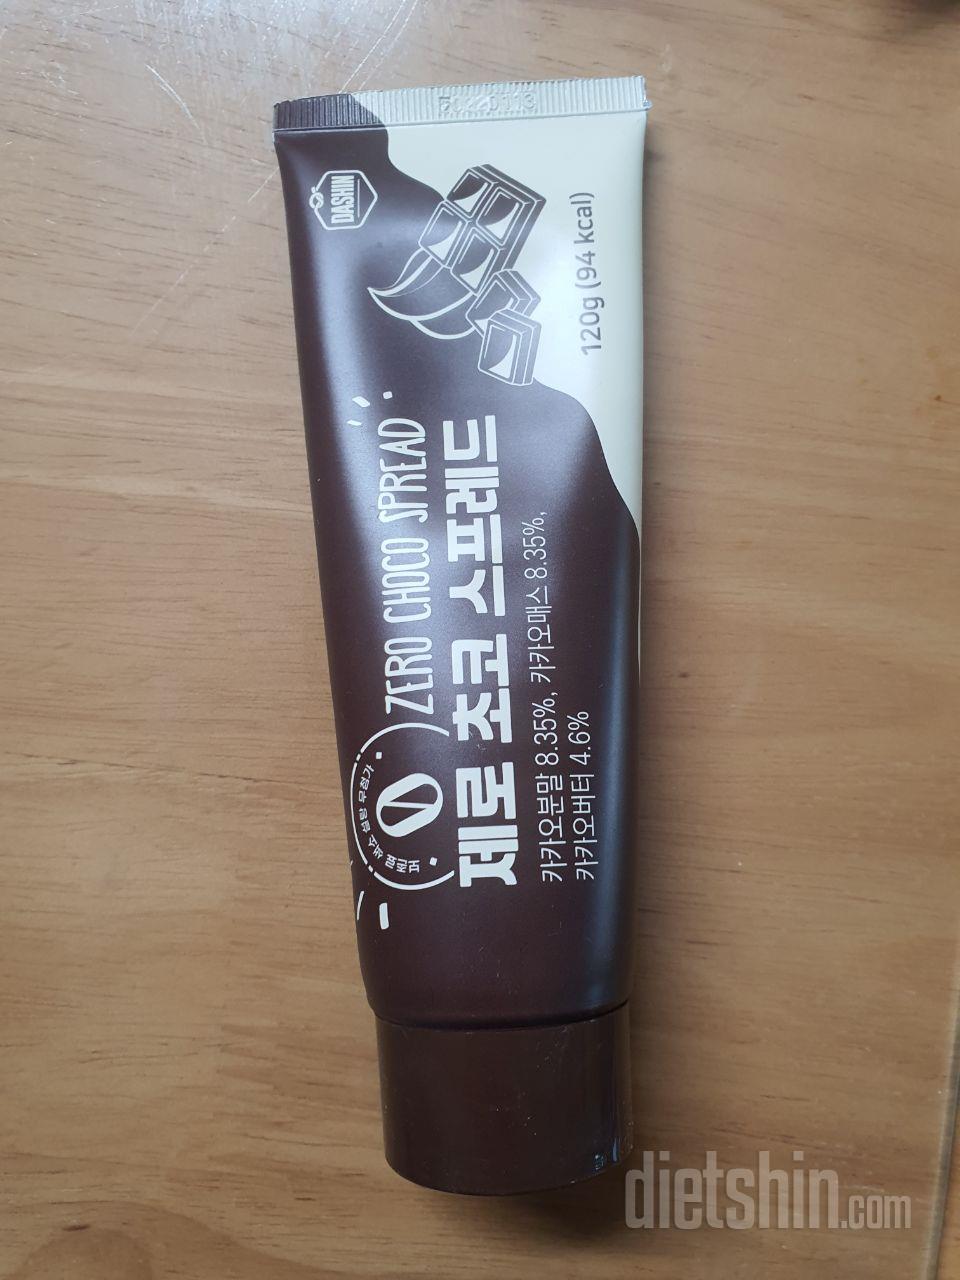 DASHIN
ZERO CHOCO SPREAD
제로 초코 스프레드
카카오분말 8.35%, 카카오매스 8.35%,
카카오버터 4.6%
120g (94 kcal)
dietshin.com